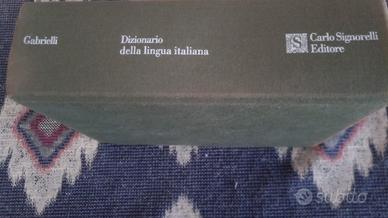 Gabrielli
Dizionario
della lingua italiana
S
Carlo Signorelli
Editore
subito